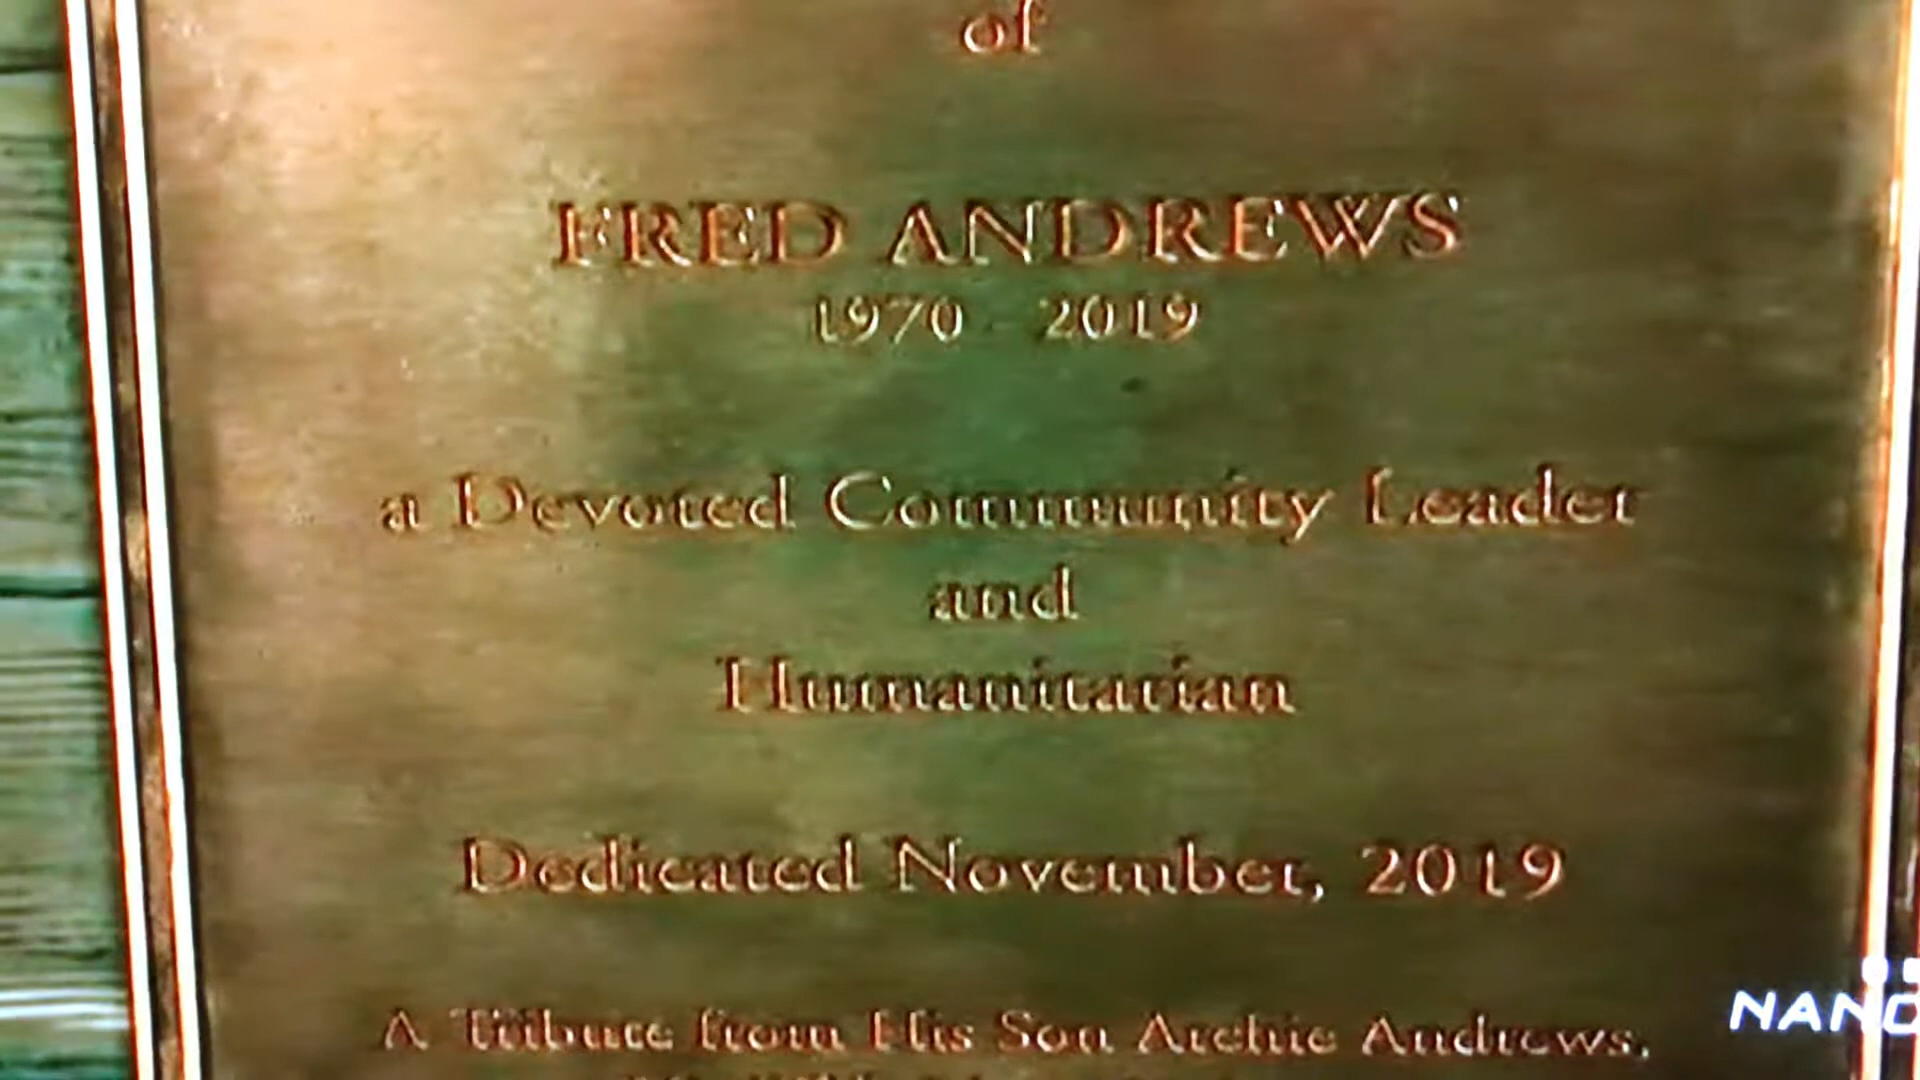 of
FRED ANDREWS
1970 - 2019
a Devoted Community Leader
and
Humanitarian
Dedicated November, 2019
A Tribute from His Son Archie Andrews,
NANO